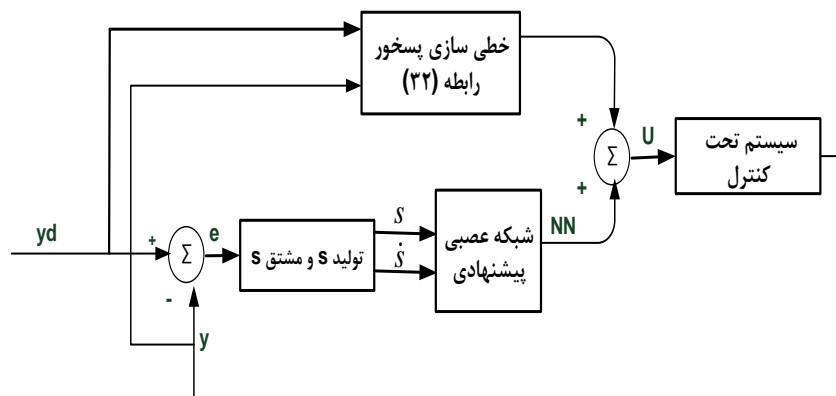 خطی سازی پسخور
رابطه (۳۲)
+
Σ
+
U
سیستم تحت
کنترل
yd
+
Σ
-
e
تولید s و مشتق s
s
ṡ
شبکه عصبی
پیشنهادی
NN
y